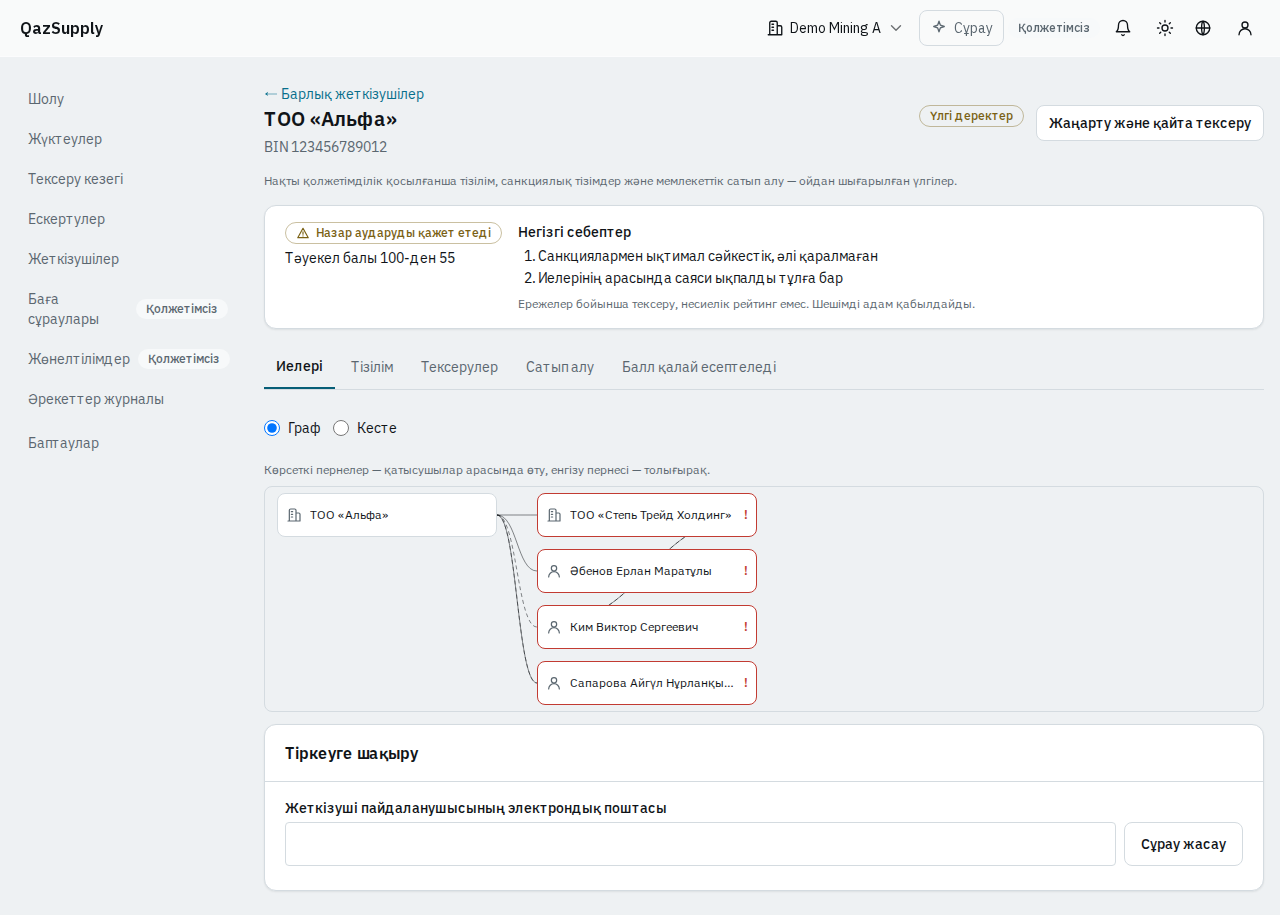 QazSupply
Demo Mining A
Сұрау
Қолжетімсіз
Шолу
Жүктеулер
Тексеру кезегі
Ескертулер
Жеткізушілер
Баға сұраулары
Қолжетімсіз
Жөнелтілімдер
Қолжетімсіз
Әрекеттер журналы
Баптаулар
← Барлық жеткізушілер
ТОО «Альфа»
BIN 123456789012
Үлгі деректер
Жаңарту және қайта тексеру
Нақты қолжетімділік қосылғанша тізілім, санкциялық тізімдер және мемлекеттік сатып алу — ойдан шығарылған үлгілер.
Назар аударуды қажет етеді
Тәуекел балы 100-ден 55
Негізгі себептер
1. Санкциялармен ықтимал сәйкестік, әлі қаралмаған
2. Иелерінің арасында саяси ықпалды тұлға бар
Ережелер бойынша тексеру, несиелік рейтинг емес. Шешімді адам қабылдайды.
Иелері
Тізілім
Тексерулер
Сатып алу
Балл қалай есептеледі
Граф
Кесте
Көрсеткі пернелер — қатысушылар арасында өту, енгізу пернесі — толығырақ.
ТОО «Альфа»
ТОО «Степь Трейд Холдинг» !
Әбенов Ерлан Маратұлы !
Ким Виктор Сергеевич !
Сапарова Айгүл Нұрланқы... !
Тіркеуге шақыру
Жеткізуші пайдаланушысының электрондық поштасы
Сұрау жасау